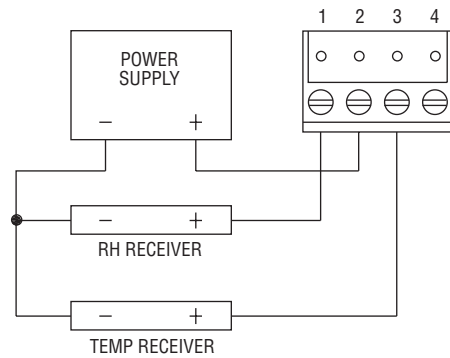 1 2 3 4
POWER
SUPPLY
− +
− +
RH RECEIVER
− +
TEMP RECEIVER